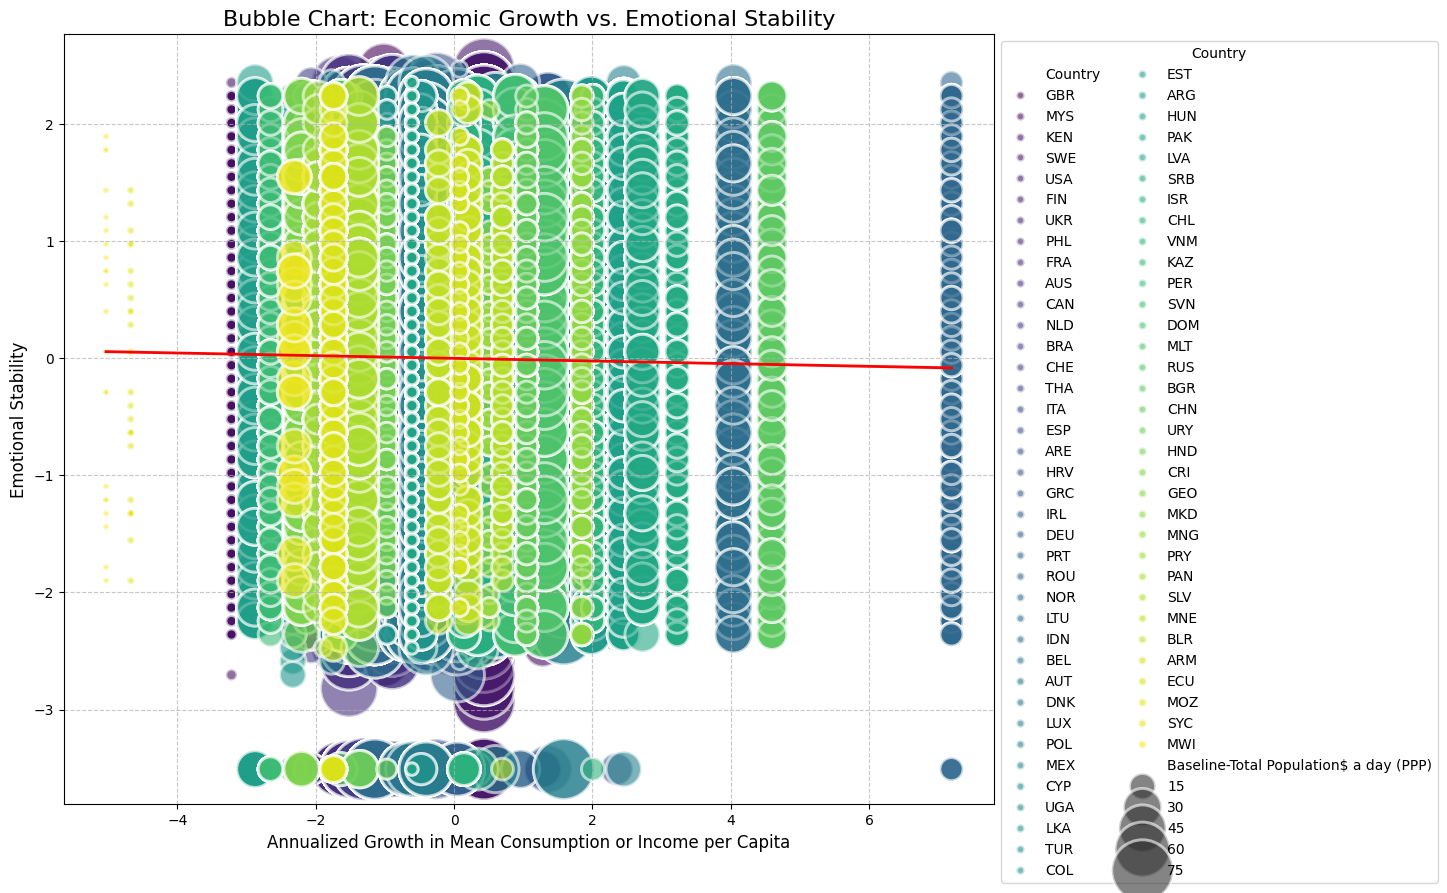 Bubble Chart: Economic Growth vs. Emotional Stability
Emotional Stability
2
1
0
−1
−2
−3
−4
−2
0
2
4
6
Annualized Growth in Mean Consumption or Income per Capita
Country
Country
GBR
MYS
KEN
SWE
USA
FIN
UKR
PHL
FRA
AUS
CAN
NLD
BRA
CHE
THA
ITA
ESP
ARE
HRV
GRC
IRL
DEU
PRT
ROU
NOR
LTU
IDN
BEL
AUT
DNK
LUX
POL
MEX
CYP
UGA
LKA
TUR
COL
EST
ARG
HUN
PAK
LVA
SRB
ISR
CHL
VNM
KAZ
PER
SVN
DOM
MLT
RUS
BGR
CHN
URY
HND
CRI
GEO
MKD
MNG
PRY
PAN
SLV
MNE
BLR
ARM
ECU
MOZ
SYC
MWI
Baseline-Total Population$ a day (PPP)
15
30
45
60
75